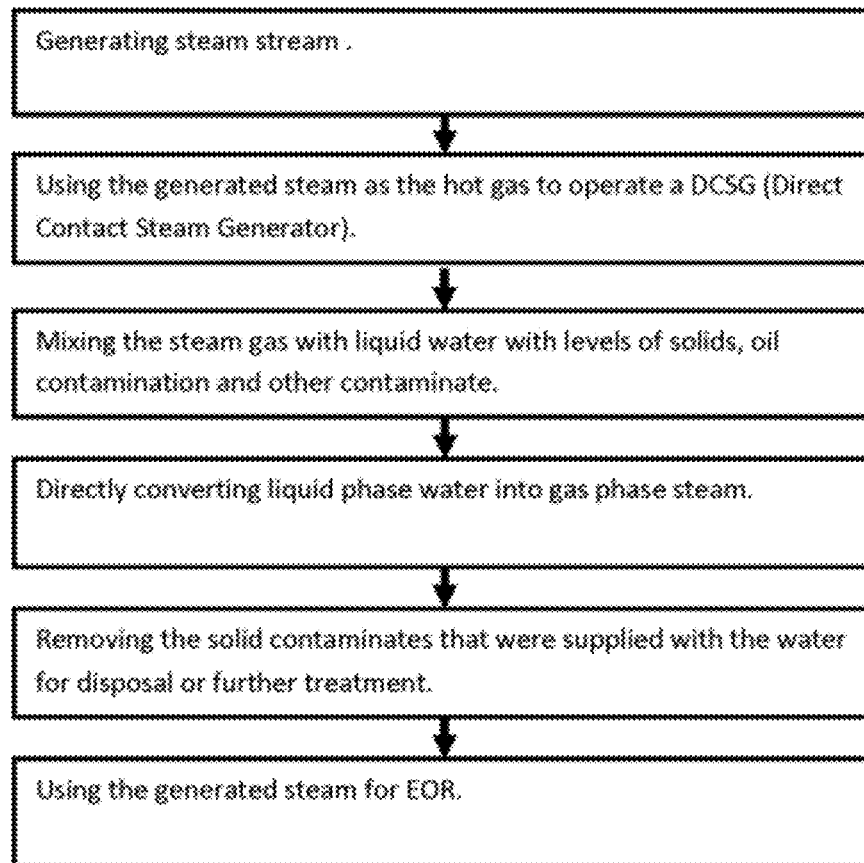 Generating steam stream .
Using the generated steam as the hot gas to operate a DCSG (Direct
Contact Steam Generator).
Mixing the steam gas with liquid water with levels of solids, oil
contamination and other contaminate.
Directly converting liquid phase water into gas phase steam.
Removing the solid contaminates that were supplied with the water
for disposal or further treatment.
Using the generated steam for EOR.